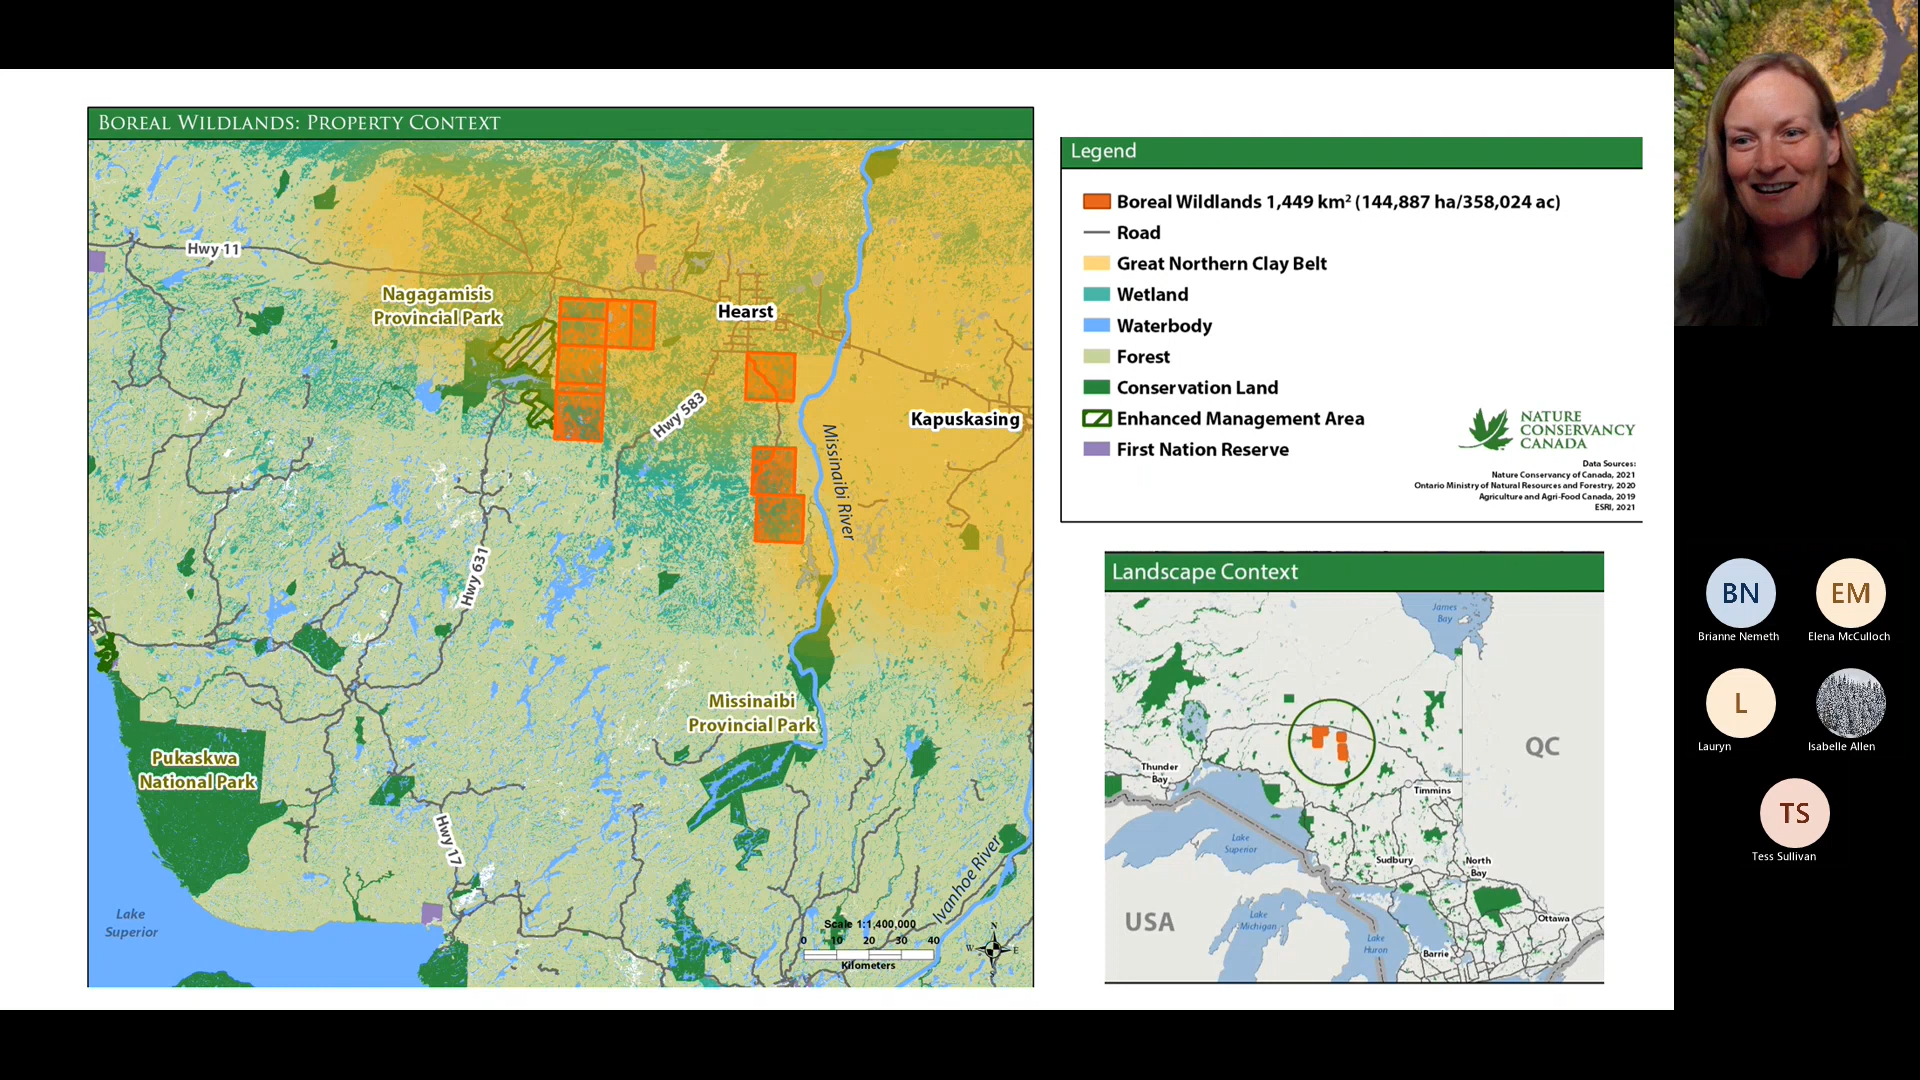 BOREAL WILDLANDS: PROPERTY CONTEXT
Hwy 11
Nagagamisis
Provincial Park
Hearst
Hwy 583
Kapuskasing
Missinaibi River
Hwy 631
Missinaibi
Provincial Park
Pukaskwa
National Park
Hwy 17
Ivanhoe River
Lake
Superior
Scale 1:1,400,000
0 10 20 30 40
Kilometers
N
W E
S
Legend
Boreal Wildlands 1,449 km² (144,887 ha/358,024 ac)
Road
Great Northern Clay Belt
Wetland
Waterbody
Forest
Conservation Land
Enhanced Management Area
First Nation Reserve
NATURE
CONSERVANCY
CANADA
Data Sources:
Nature Conservancy of Canada, 2021
Ontario Ministry of Natural Resources and Forestry, 2020
Agriculture and Agri-Food Canada, 2019
ESRI, 2021
Landscape Context
James
Bay
QC
Thunder
Bay
Timmins
Lake
Superior
Sudbury
North
Bay
USA
Lake
Michigan
Lake
Huron
Ottawa
Barrie
BN
Brianne Nemeth
EM
Elena McCulloch
L
Lauryn
Isabelle Allen
TS
Tess Sullivan